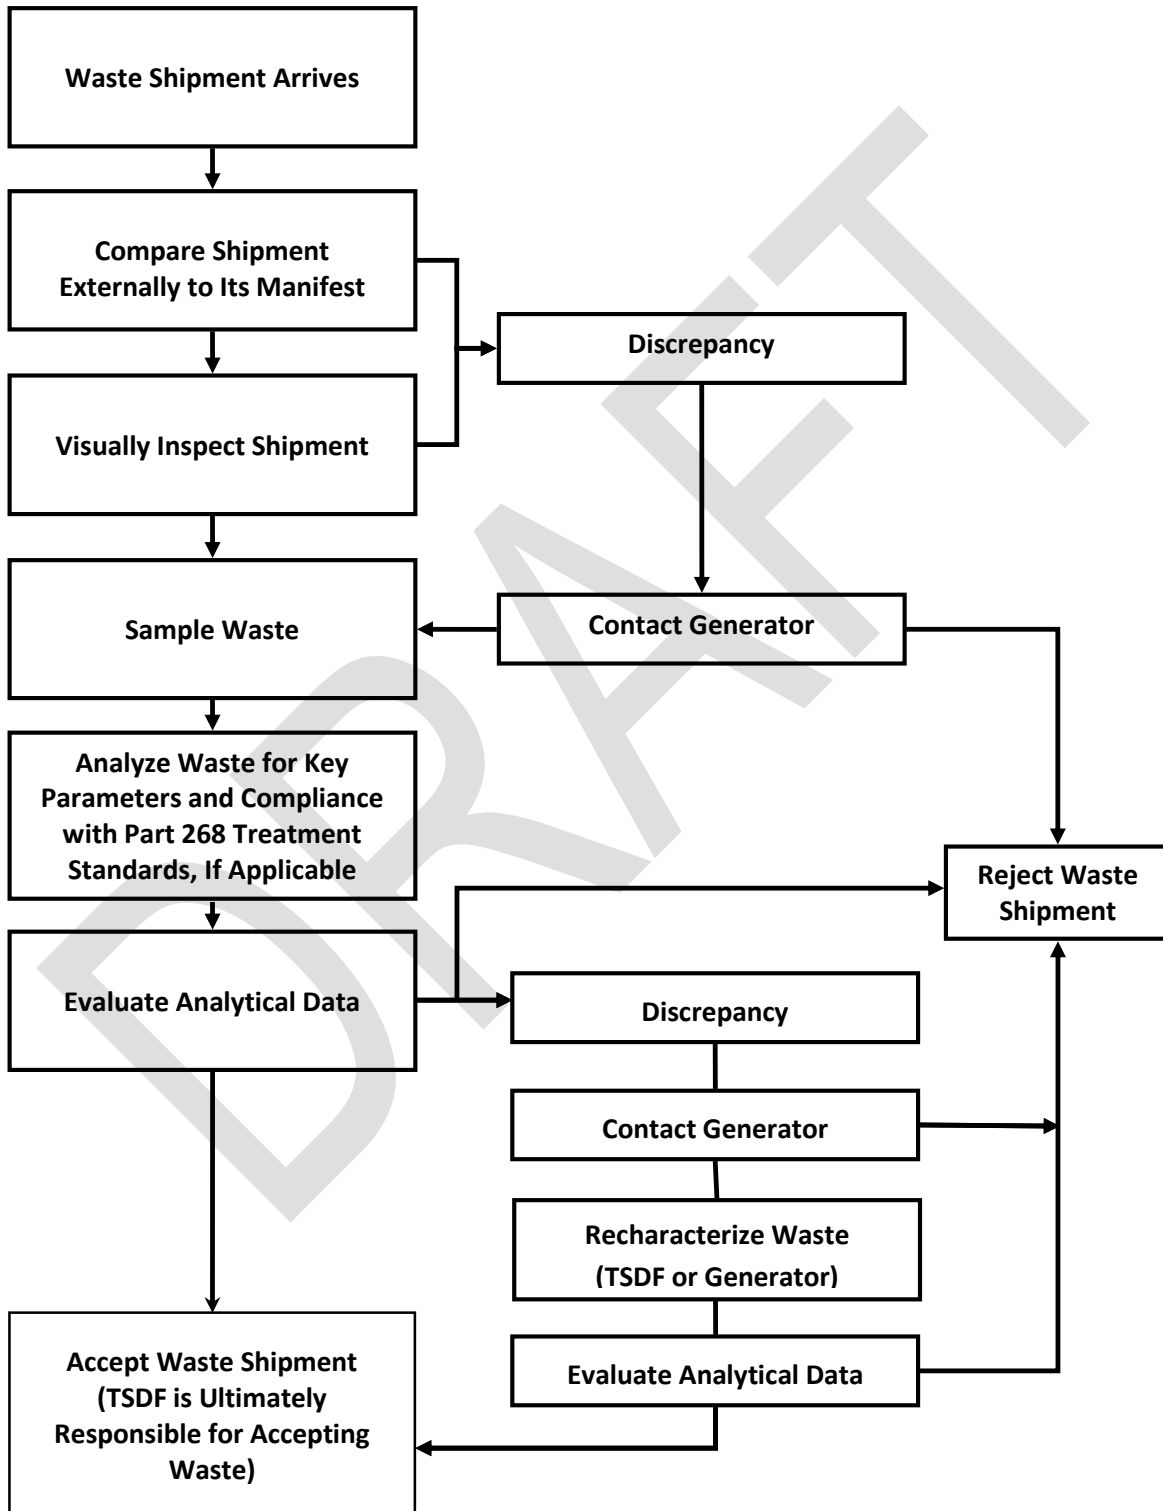 Waste Shipment Arrives
Compare Shipment
Externally to Its Manifest
Discrepancy
Visually Inspect Shipment
Sample Waste
Contact Generator
Analyze Waste for Key
Parameters and Compliance
with Part 268 Treatment
Standards, If Applicable
Reject Waste
Shipment
Evaluate Analytical Data
Discrepancy
Contact Generator
Recharacterize Waste
(TSDF or Generator)
Evaluate Analytical Data
Accept Waste Shipment
(TSDF is Ultimately
Responsible for Accepting
Waste)
DRAFT